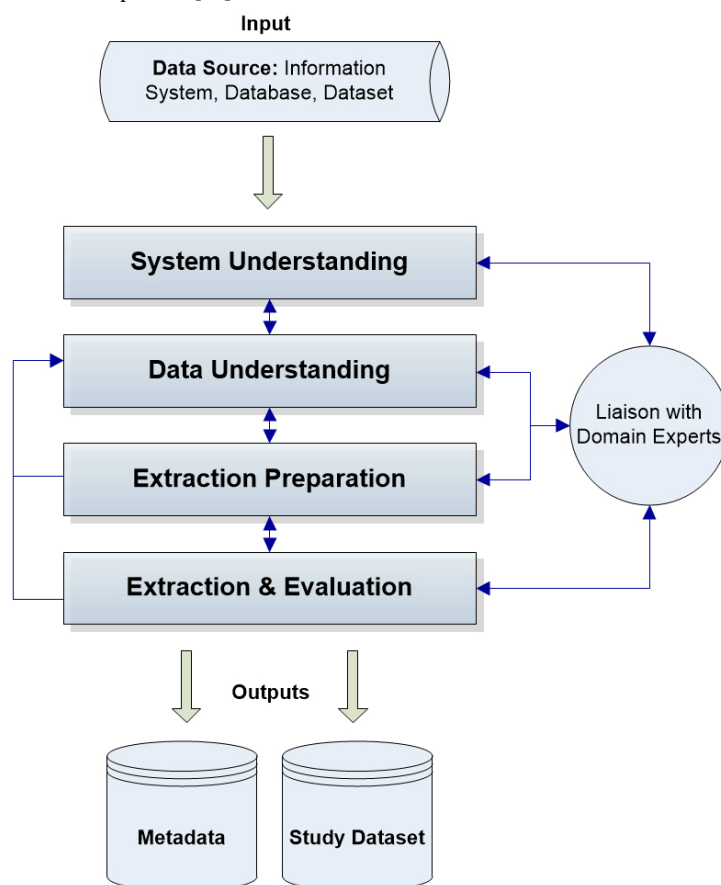 Input
Data Source: Information
System, Database, Dataset
System Understanding
Data Understanding
Extraction Preparation
Extraction & Evaluation
Liaison with
Domain Experts
Outputs
Metadata
Study Dataset